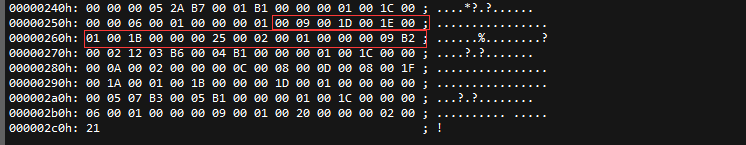 00000240h: 00 00 00 05 2A B7 00 01 B1 00 00 00 01 00 1C 00 ; ....*?.?......
00000250h: 00 00 06 00 01 00 00 00 01 00 09 00 1D 00 1E 00 ; ................
00000260h: 01 00 1B 00 00 00 25 00 02 00 01 00 00 00 09 B2 ; ......%........?
00000270h: 00 02 12 03 B6 00 04 B1 00 00 00 01 00 1C 00 00 ; ....?.?.......
00000280h: 00 0A 00 02 00 00 00 0C 00 08 00 0D 00 08 00 1F ; ................
00000290h: 00 1A 00 01 00 1B 00 00 00 1D 00 01 00 00 00 00 ; ................
000002a0h: 00 05 07 B3 00 05 B1 00 00 00 01 00 1C 00 00 00 ; ...?.?........
000002b0h: 06 00 01 00 00 00 09 00 01 00 20 00 00 00 02 00 ; .......... .....
000002c0h: 21 ; !